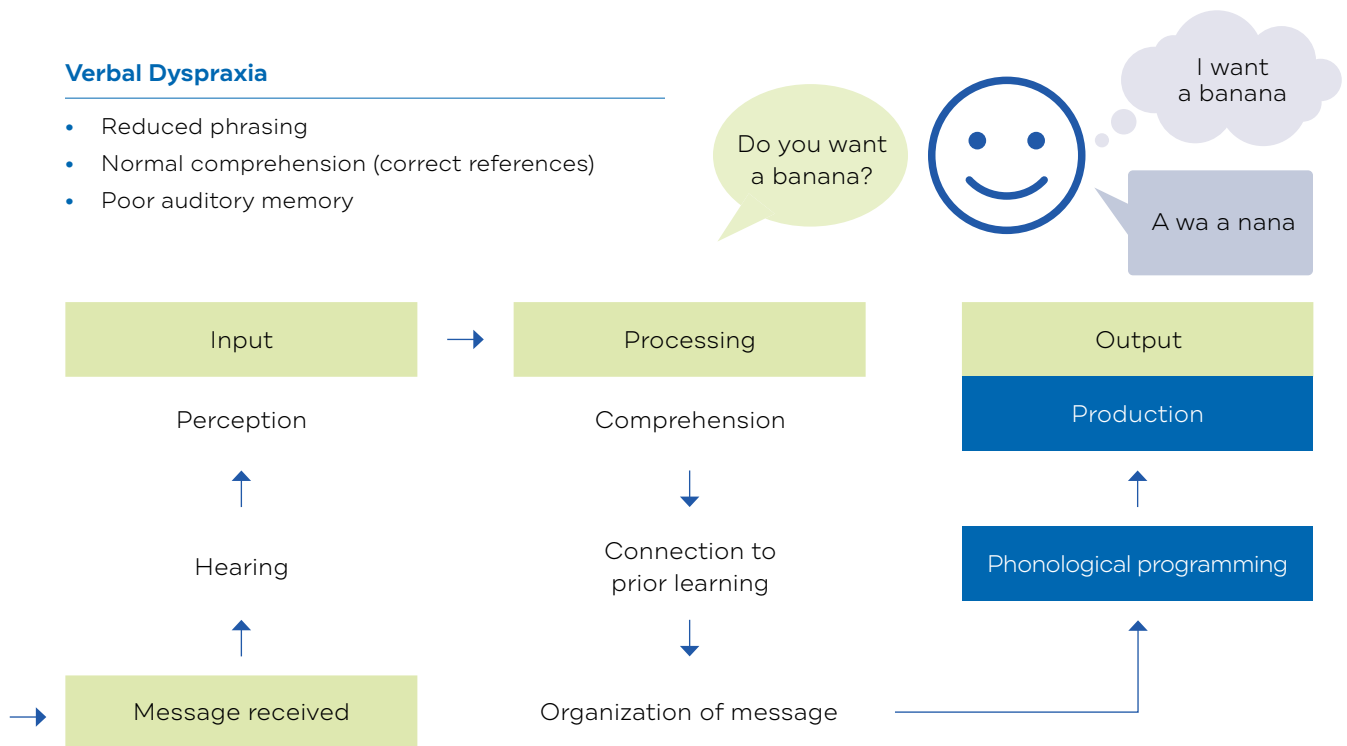 Verbal Dyspraxia
• Reduced phrasing
• Normal comprehension (correct references)
• Poor auditory memory
Do you want
a banana?
I want
a banana
A wa a nana
Input
Perception
Hearing
Message received
Processing
Comprehension
Connection to
prior learning
Organization of message
Output
Production
Phonological programming